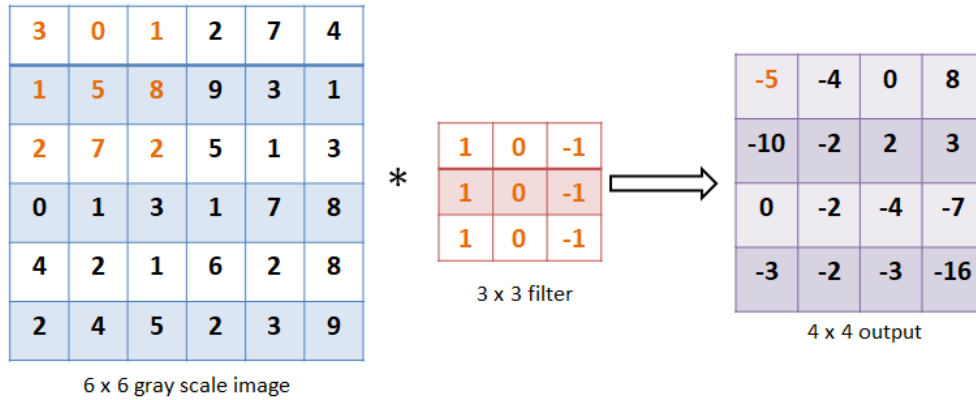 3 0 1 2 7 4
1 5 8 9 3 1
2 7 2 5 1 3
0 1 3 1 7 8
4 2 1 6 2 8
2 4 5 2 3 9
6 x 6 gray scale image
*
1 0 -1
1 0 -1
1 0 -1
3 x 3 filter
-5 -4 0 8
-10 -2 2 3
0 -2 -4 -7
-3 -2 -3 -16
4 x 4 output